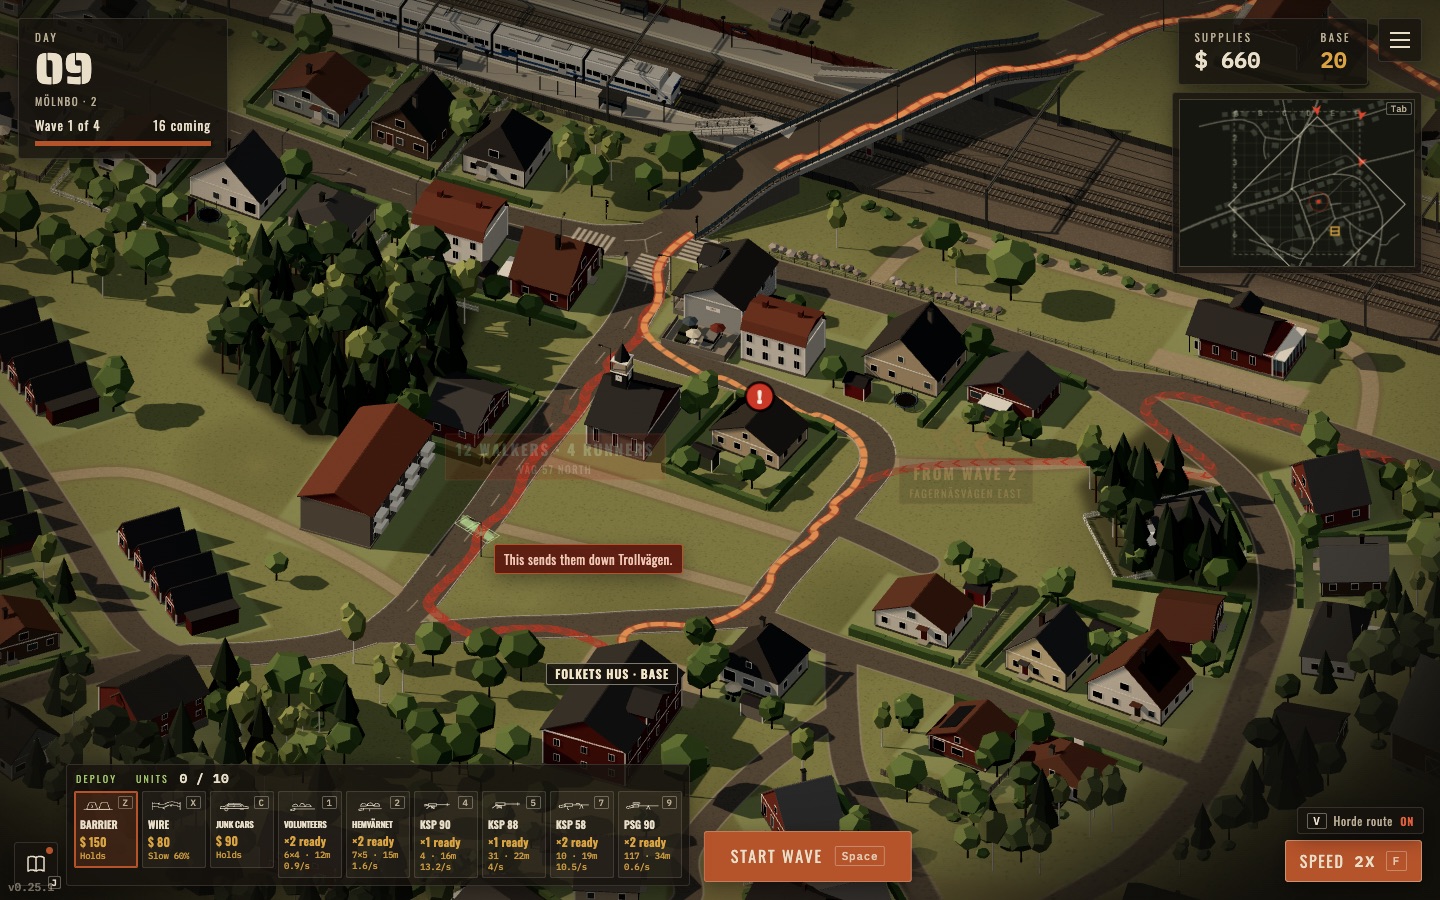 DAY
09
MÖLNBO · 2
Wave 1 of 4 16 coming
SUPPLIES BASE
$ 660 20
Tab
12 WALKERS · 4 RUNNERS
VÄG 57 NORTH
FROM WAVE 2
FAGERNÄSVÄGEN EAST
This sends them down Trollvägen.
FOLKETS HUS · BASE
DEPLOY UNITS 0 / 10
Z
BARRIER
$ 150
Holds
X
WIRE
$ 80
Slow 60%
C
JUNK CARS
$ 90
Holds
1
VOLUNTEERS
×2 ready
6×4 · 12m
0.9/s
2
HEMVÄRNET
×2 ready
7×5 · 15m
1.6/s
4
KSP 90
×1 ready
4 · 16m
13.2/s
5
KSP 88
×1 ready
31 · 22m
4/s
7
KSP 58
×2 ready
10 · 19m
10.5/s
9
PSG 90
×2 ready
117 · 34m
0.6/s
START WAVE Space
V Horde route ON
SPEED 2X F
J